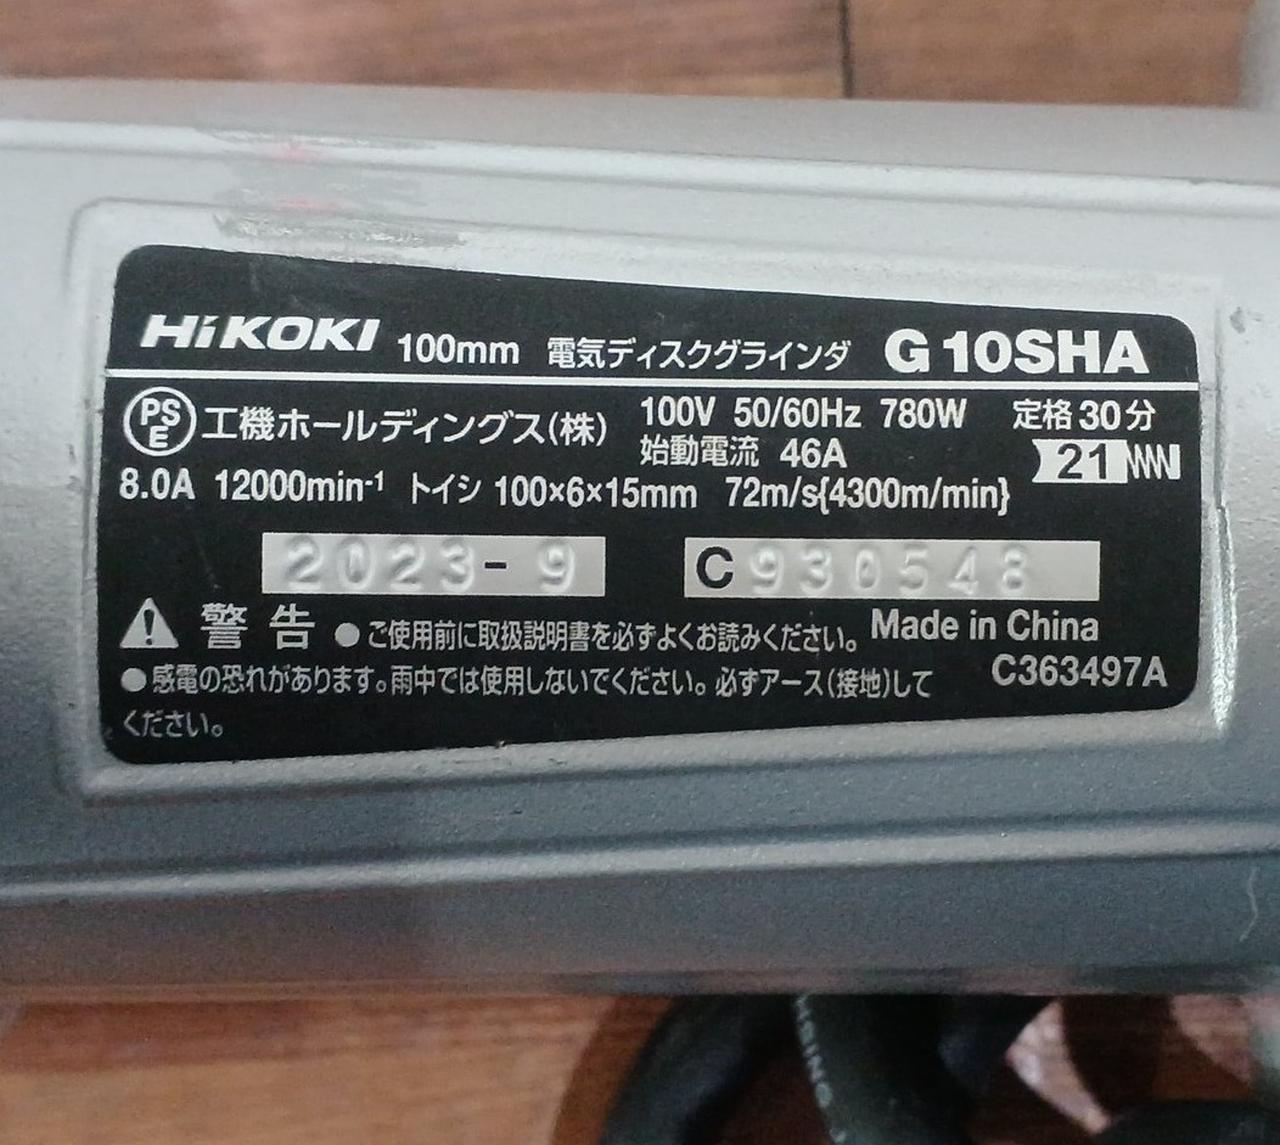 HiKOKI 100mm 電気ディスクグラインダ G10SHA
PSE 工機ホールディングス(株) 100V 50/60Hz 780W 定格30分
始動電流 46A 21
8.0A 12000min-1 トイシ 100×6×15mm 72m/s{4300m/min}
2023-9 C930548
警告 ●ご使用前に取扱説明書を必ずよくお読みください。 Made in China
●感電の恐れがあります。雨中では使用しないでください。必ずアース(接地)して C363497A
ください。